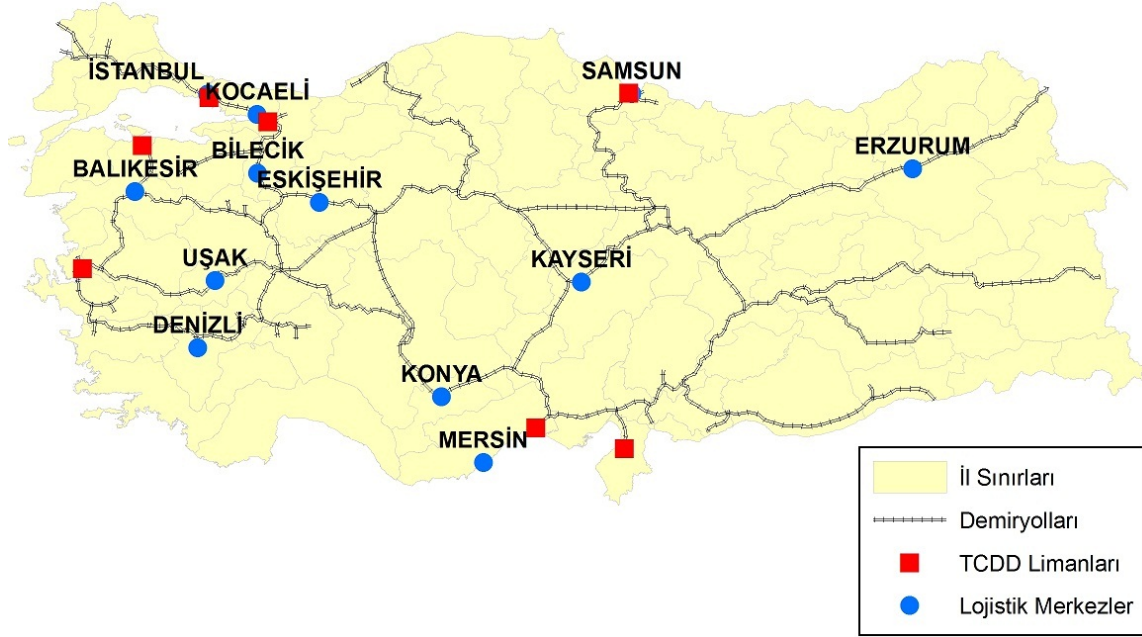 İSTANBUL
KOCAELİ
SAMSUN
BİLECİK
ERZURUM
BALIKESİR
ESKİŞEHİR
UŞAK
KAYSERİ
DENİZLİ
KONYA
MERSİN
İl Sınırları
Demiryolları
TCDD Limanları
Lojistik Merkezler